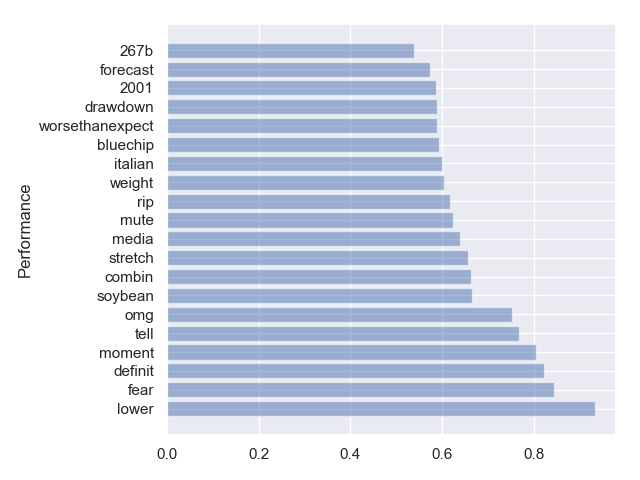 267b
forecast
2001
drawdown
worsethanexpect
bluechip
italian
weight
rip
mute
media
stretch
combin
soybean
omg
tell
moment
definit
fear
lower
Performance
0.0 0.2 0.4 0.6 0.8